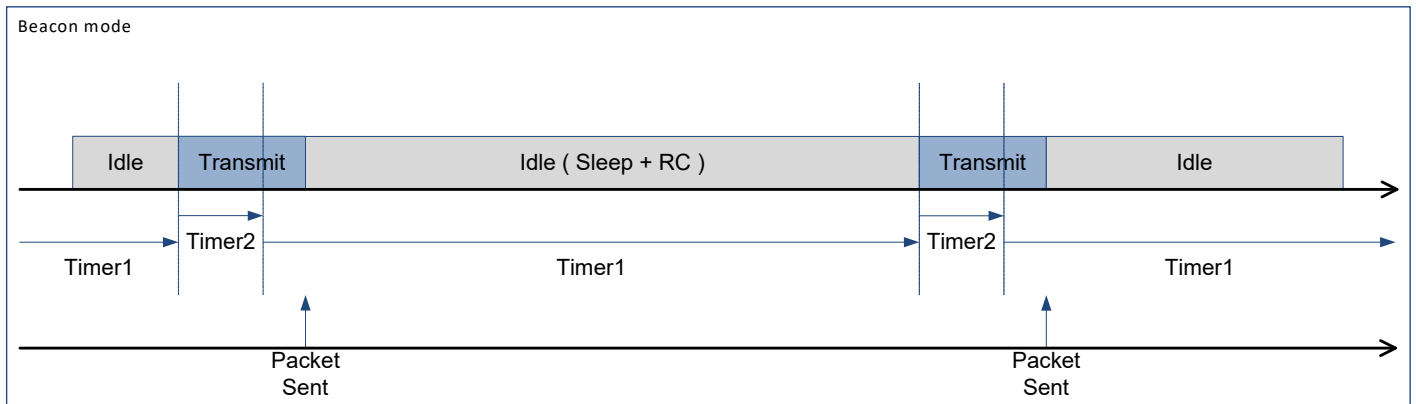 Beacon mode
Idle
Transmit
Idle ( Sleep + RC )
Transmit
Idle
Timer2
Timer2
Timer1
Timer1
Timer1
Packet
Sent
Packet
Sent